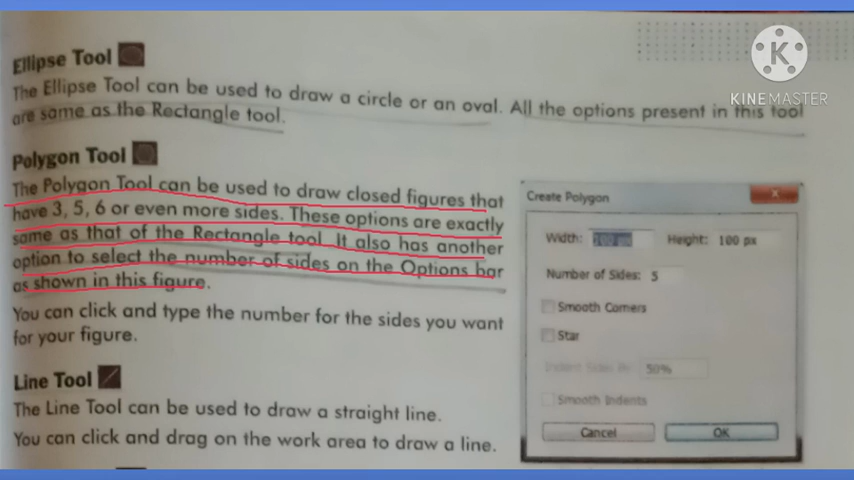 KINEMASTER
Ellipse Tool
The Ellipse Tool can be used to draw a circle or an oval. All the options present in this tool
are same as the Rectangle tool.
Polygon Tool
The Polygon Tool can be used to draw closed figures that
have 3, 5, 6 or even more sides. These options are exactly
same as that of the Rectangle tool. It also has another
option to select the number of sides on the Options bar
as shown in this figure.
You can click and type the number for the sides you want
for your figure.
Create Polygon
Width: 100 px Height: 100 px
Number of Sides: 5
Smooth Corners
Star
Indent Sides By: 50%
Smooth Indents
Cancel OK
Line Tool
The Line Tool can be used to draw a straight line.
You can click and drag on the work area to draw a line.